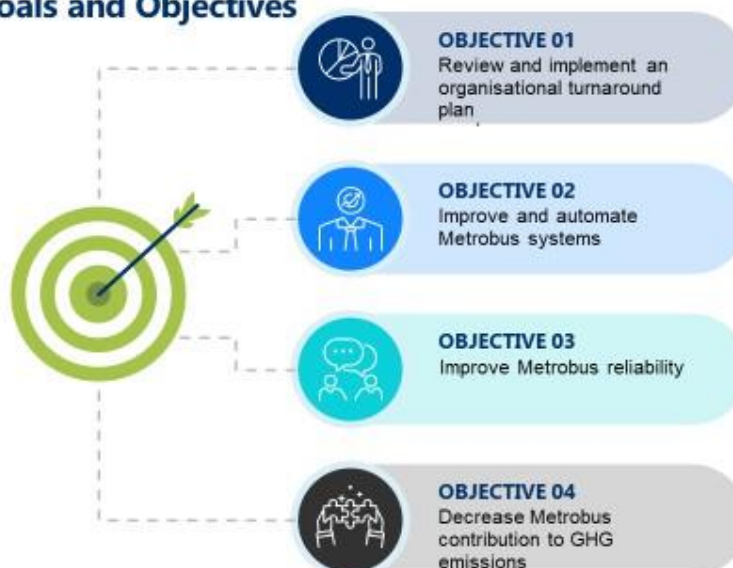 oals and Objectives
OBJECTIVE 01
Review and implement an
organisational turnaround
plan
OBJECTIVE 02
Improve and automate
Metrobus systems
OBJECTIVE 03
Improve Metrobus reliability
OBJECTIVE 04
Decrease Metrobus
contribution to GHG
emissions